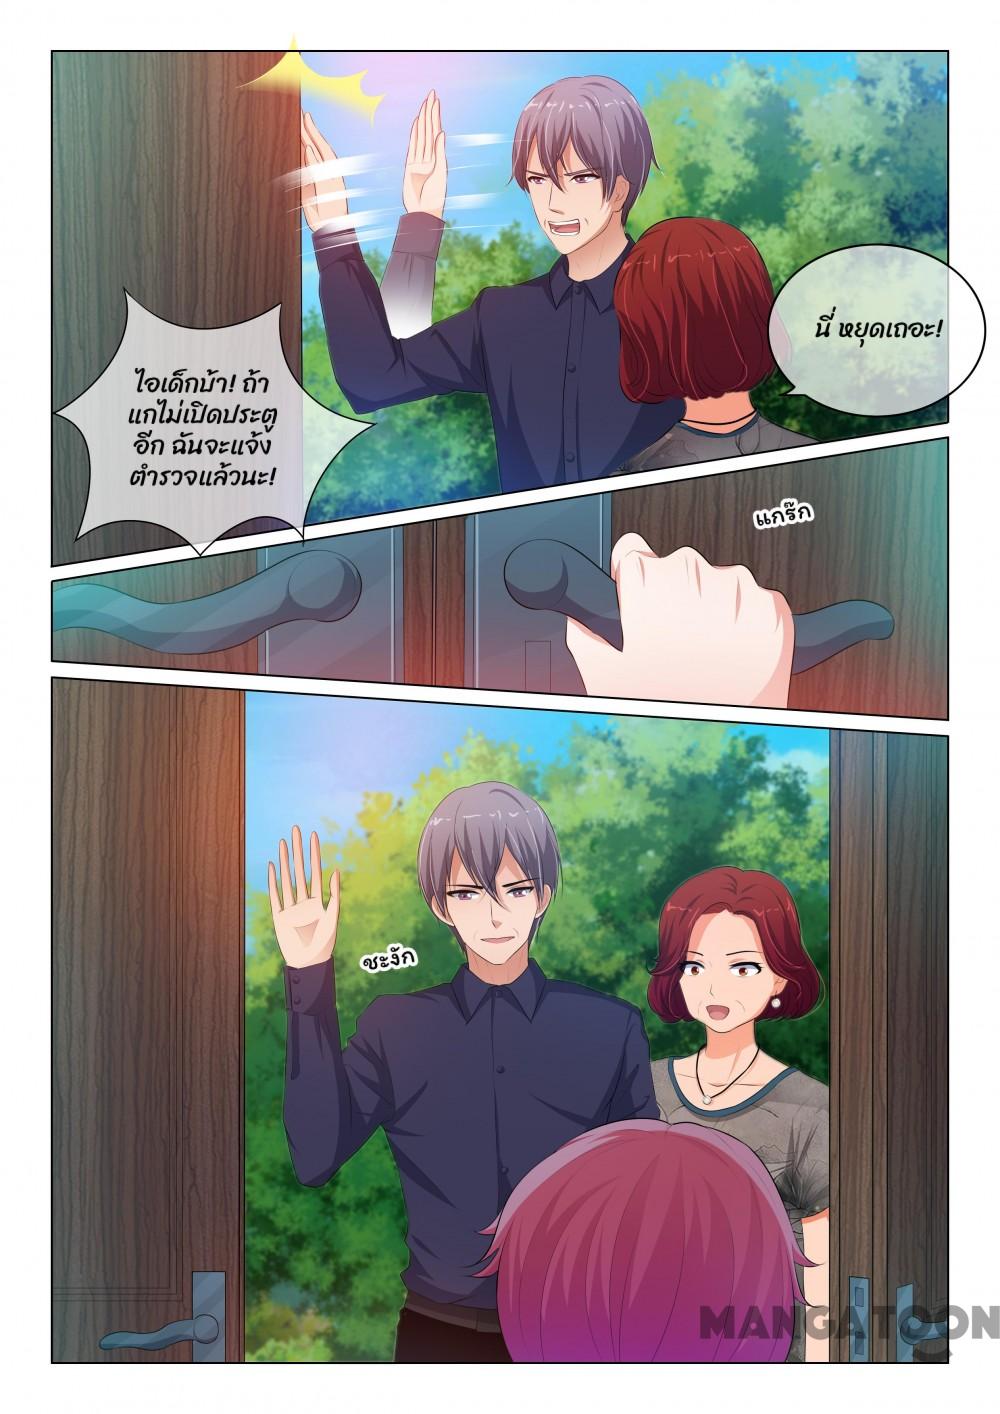 นี่ หยุดเถอะ!
ไอเด็กบ้า! ถ้า
แกไม่เปิดประตู
อีก ฉันจะแจ้ง
ตำรวจแล้วนะ!
แกร๊ก
ชะงัก
MANGATOON